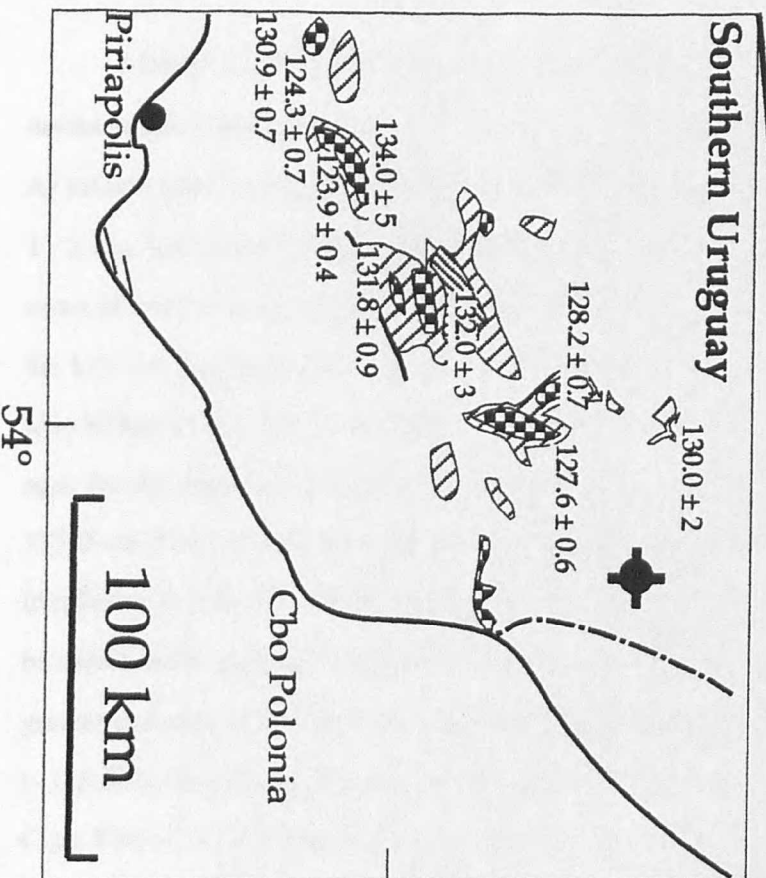 Southern Uruguay
130.0 ± 2
128.2 ± 0.7
127.6 ± 0.6
132.0 ± 3
131.8 ± 0.9
134.0 ± 5
123.9 ± 0.4
124.3 ± 0.7
130.9 ± 0.7
Piriapolis
Cbo Polonia
54°
100 km